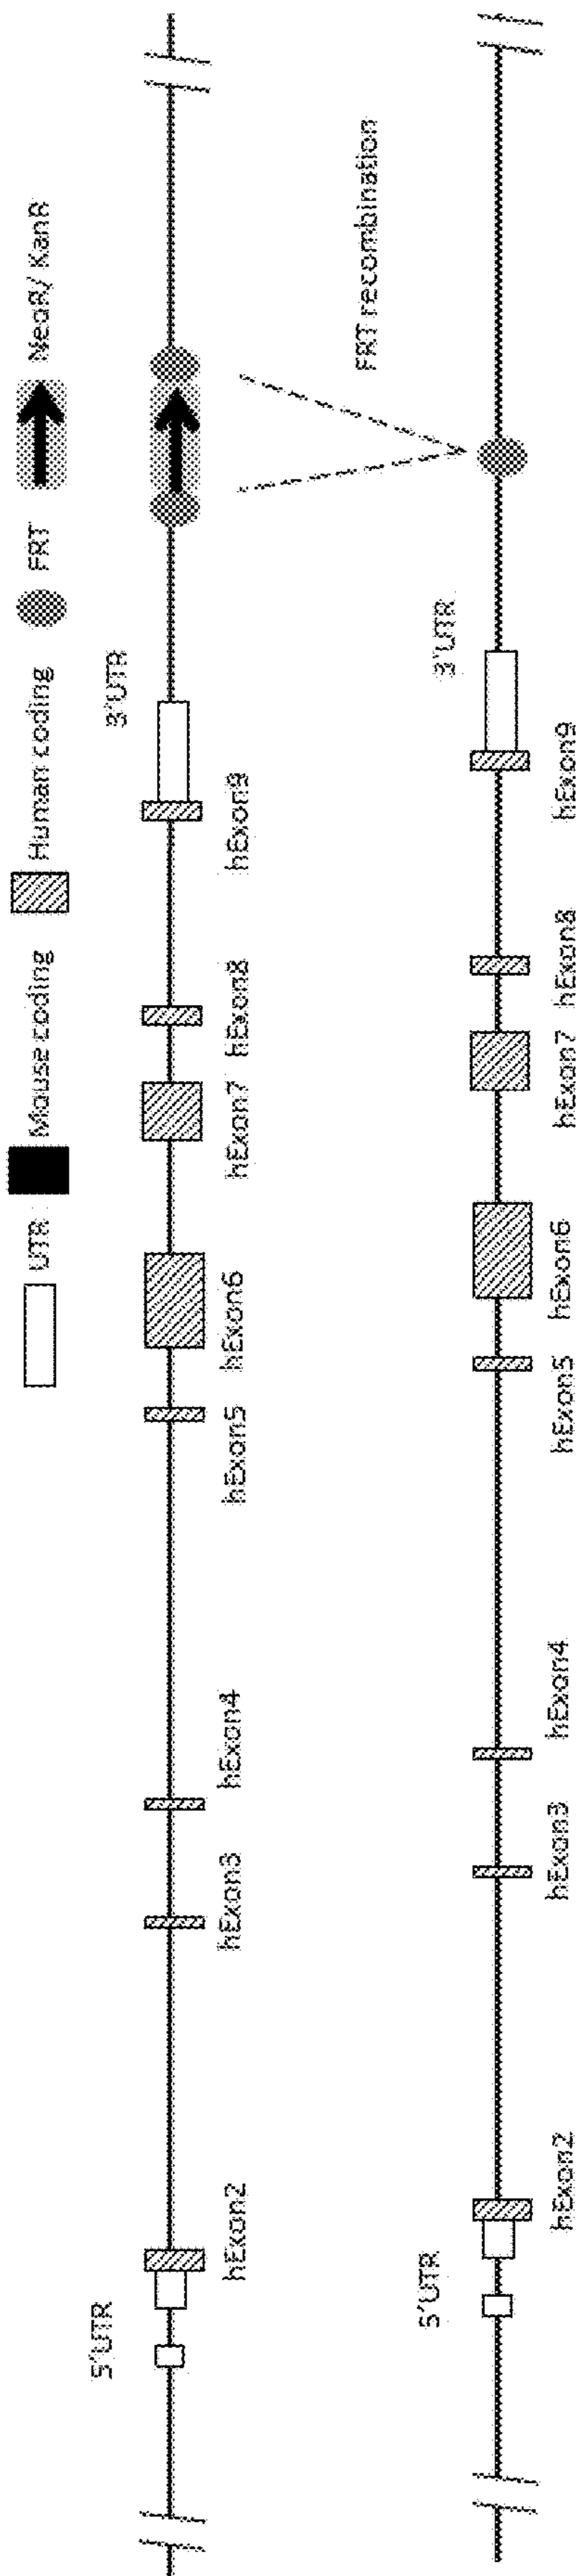 UTR Mouse coding Human coding FRT NeoR/ KanR
5'UTR 3'UTR
hExon2 hExon3 hExon4 hExon5 hExon6 hExon7 hExon8 hExon9
FRT recombination
5'UTR 3'UTR
hExon2 hExon3 hExon4 hExon5 hExon6 hExon7 hExon8 hExon9